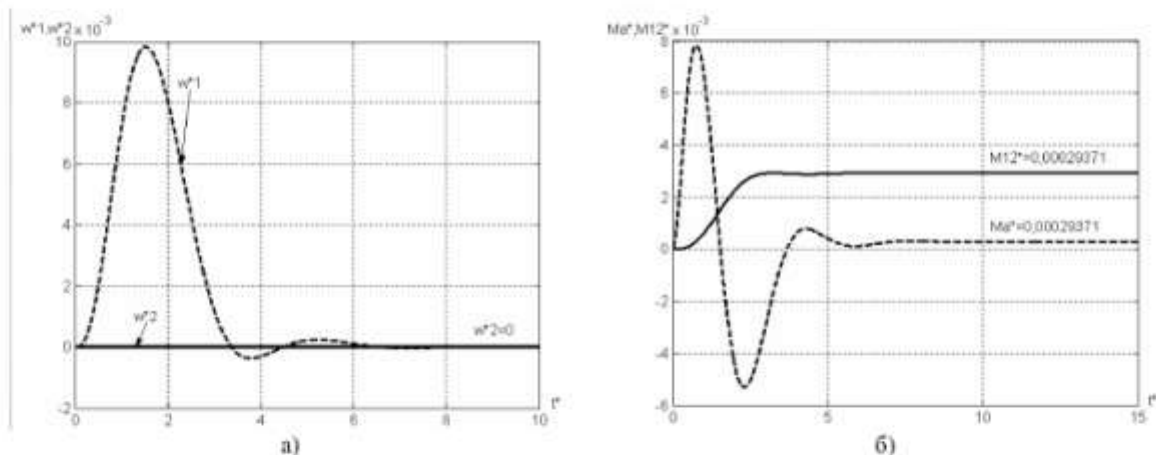 w*1,w*2 x 10⁻³
10
8
6
4
2
0
-2
0 2 4 6 8 10
t*
w*1
w*2
w*2=0
а)
Ma*,M12* x 10⁻³
8
6
4
2
0
-2
-4
-6
0 5 10 15
t*
M12*=0,00029371
Ma*=0,00029371
б)